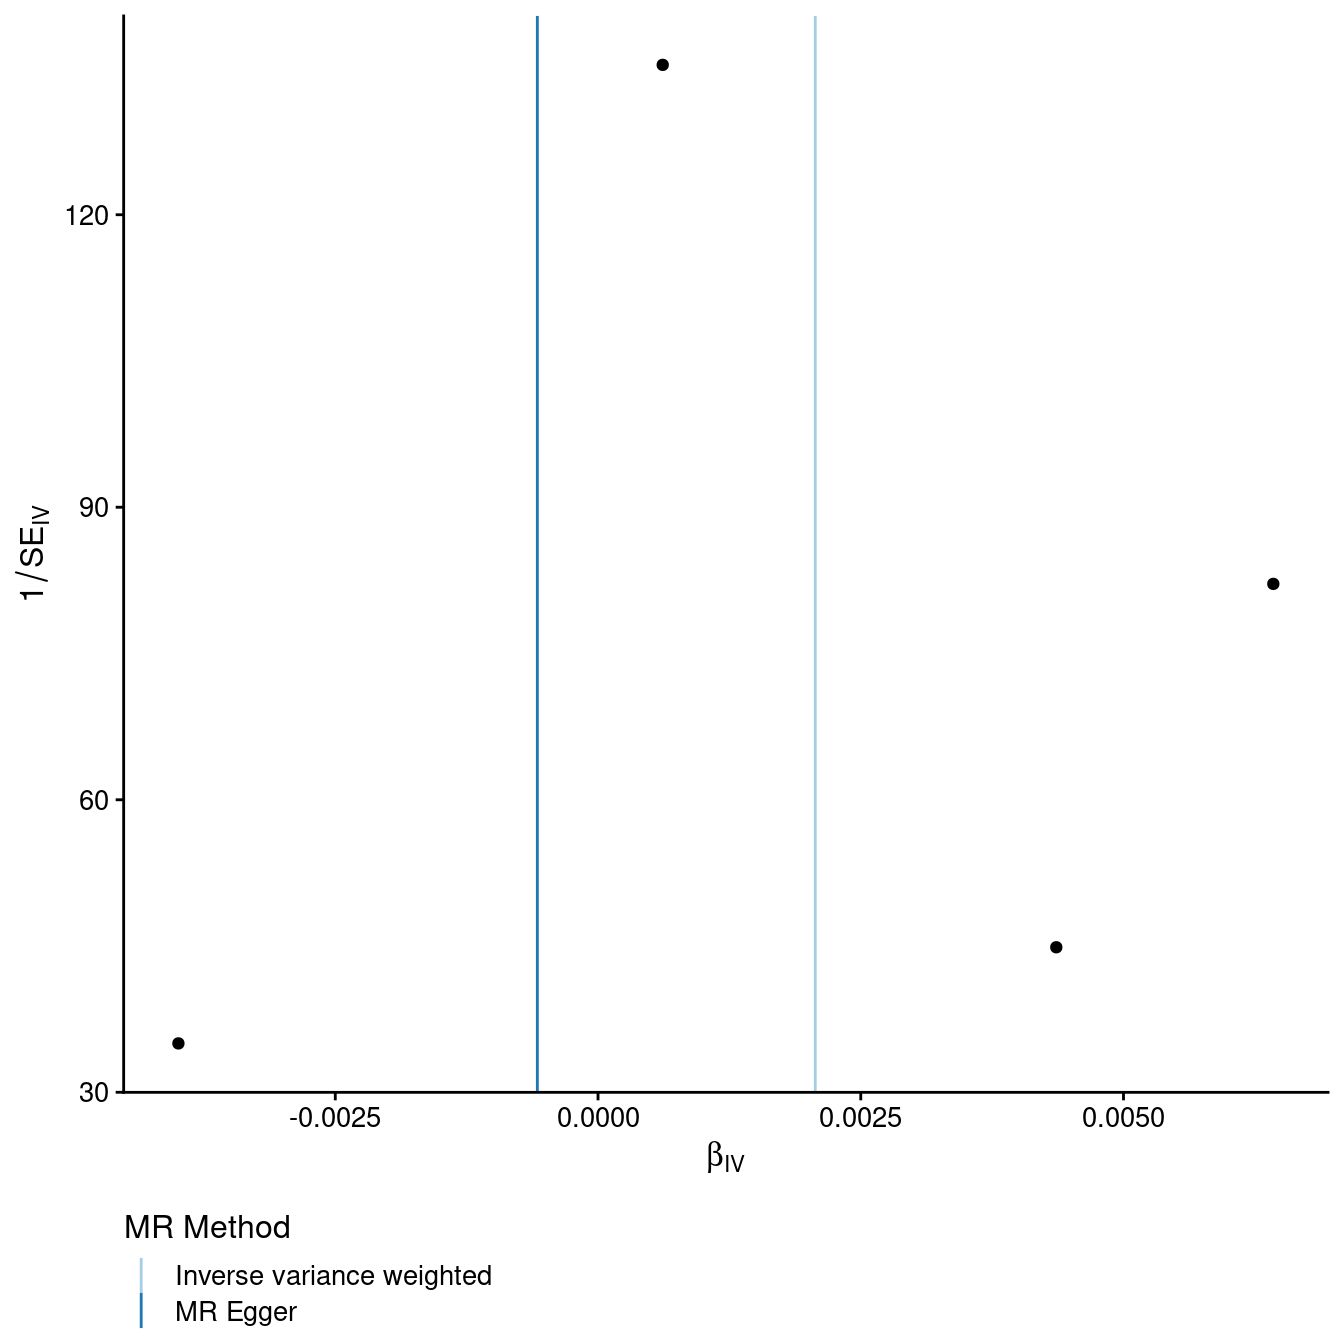 120
90
60
30
1/SE_IV
-0.0025 0.0000 0.0025 0.0050
β_IV
MR Method
Inverse variance weighted
MR Egger